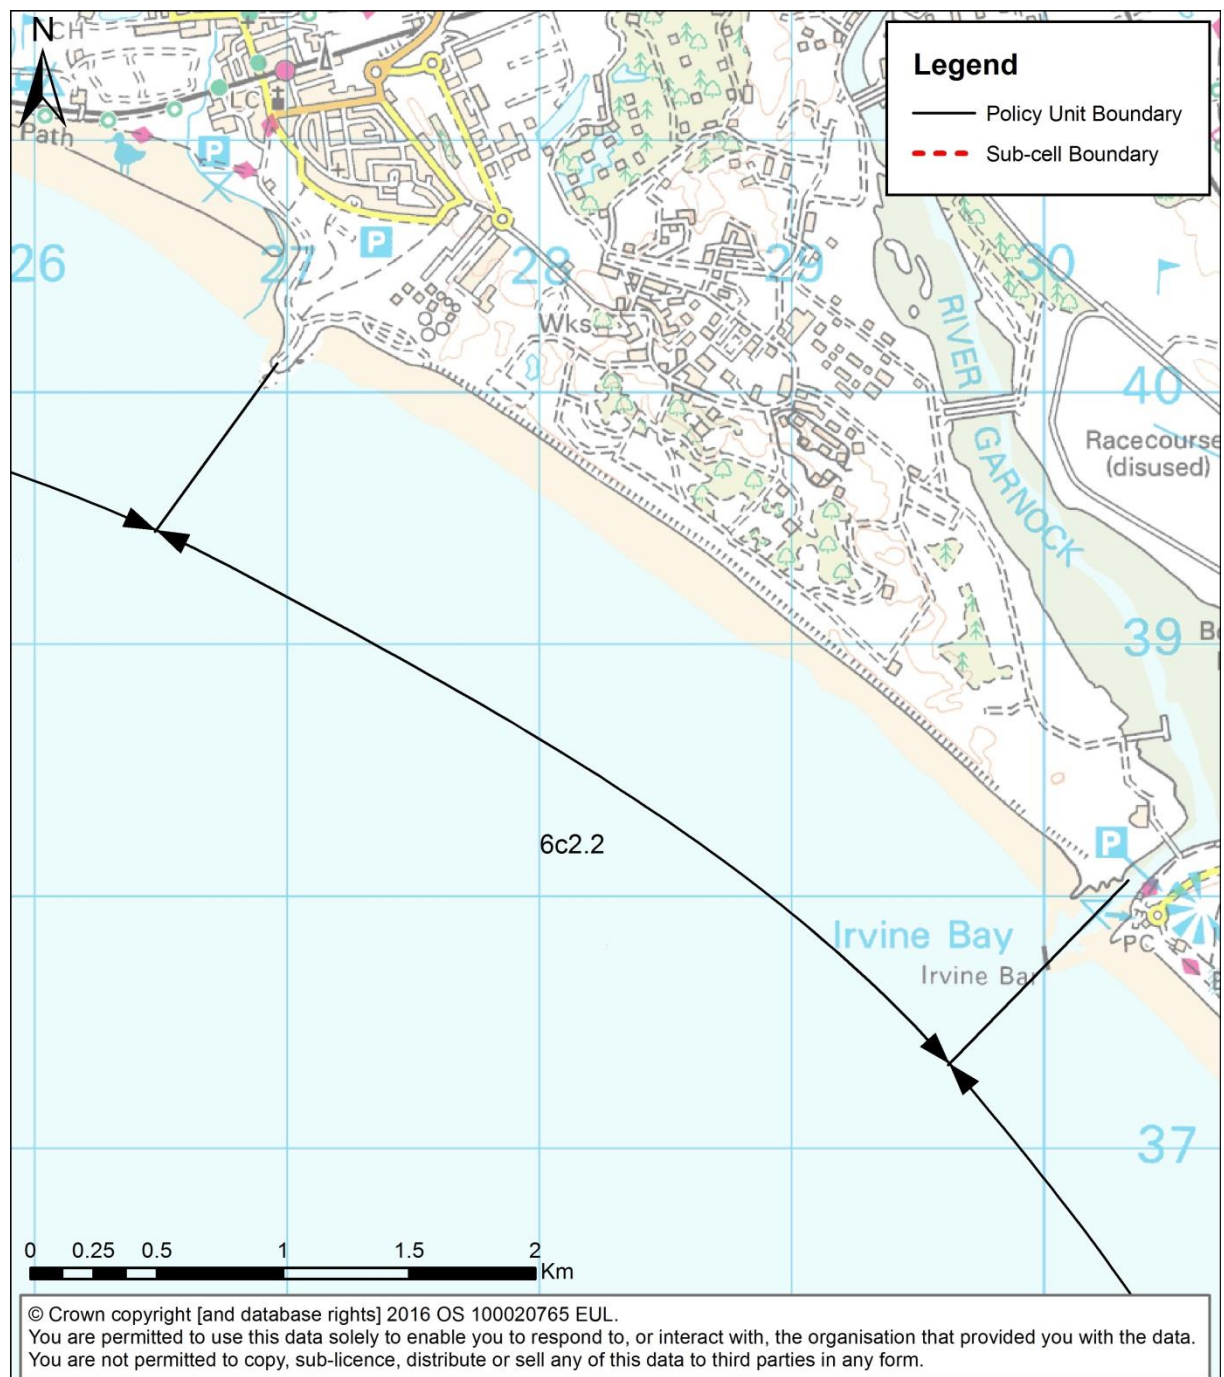 N
CH
LC
Path
P
P
26
27
28
29
30
Wks
RIVER
GARNOCK
40
Racecourse
(disused)
39
P
6c2.2
Irvine Bay
Irvine Bar
PC
37
Legend
Policy Unit Boundary
Sub-cell Boundary
0 0.25 0.5 1 1.5 2
Km
© Crown copyright [and database rights] 2016 OS 100020765 EUL.
You are permitted to use this data solely to enable you to respond to, or interact with, the organisation that provided you with the data.
You are not permitted to copy, sub-licence, distribute or sell any of this data to third parties in any form.